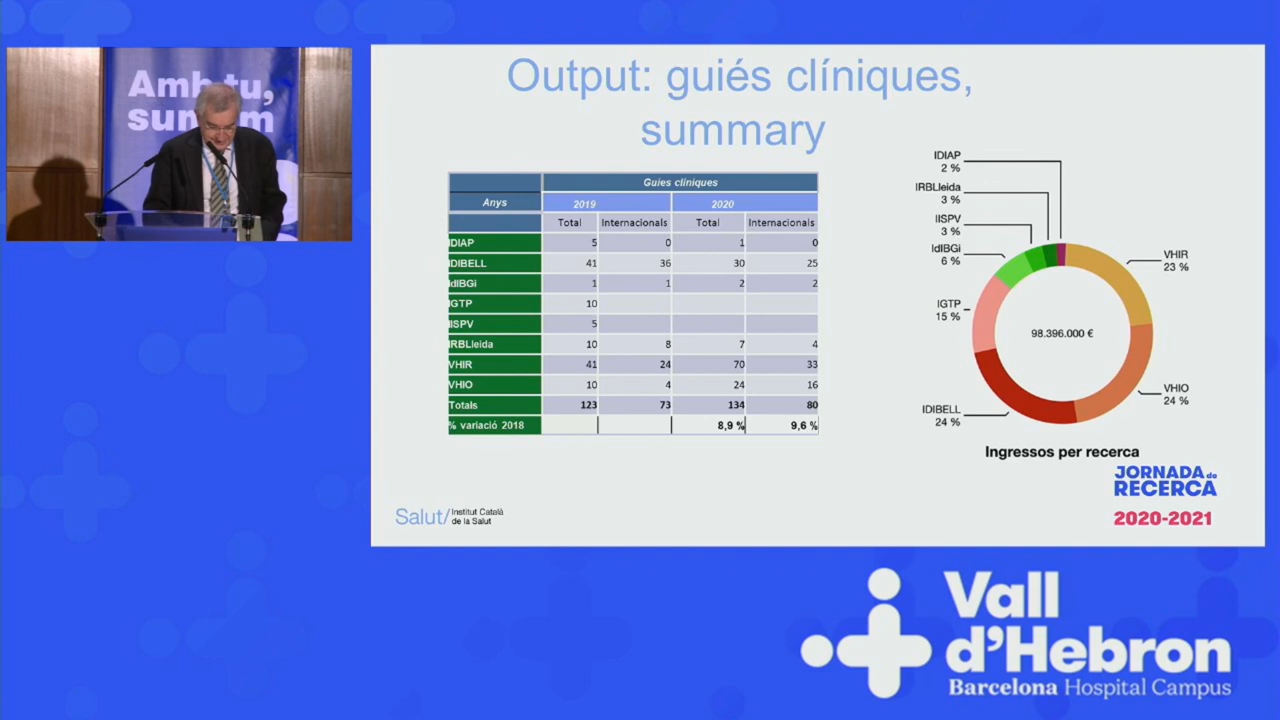 Amb tu,
sumem
Output: guiés clíniques,
summary
Guies clíniques
Anys 2019 2020
Total Internacionals Total Internacionals
IDIAP 5 0 1 0
IDIBELL 41 36 30 25
IdIBGi 1 1 2 2
IGTP 10
IISPV 5
IRBLleida 10 8 7 4
VHIR 41 24 70 33
VHIO 10 4 24 16
Totals 123 73 134 80
% variació 2018 8,9 % 9,6 %
IDIAP
2 %
IRBLleida
3 %
IISPV
3 %
IdIBGi
6 %
IGTP
15 %
IDIBELL
24 %
VHIR
23 %
VHIO
24 %
98.396.000 €
Ingressos per recerca
JORNADA de
RECERCA
2020-2021
Salut/ Institut Català
de la Salut
Vall
d'Hebron
Barcelona Hospital Campus